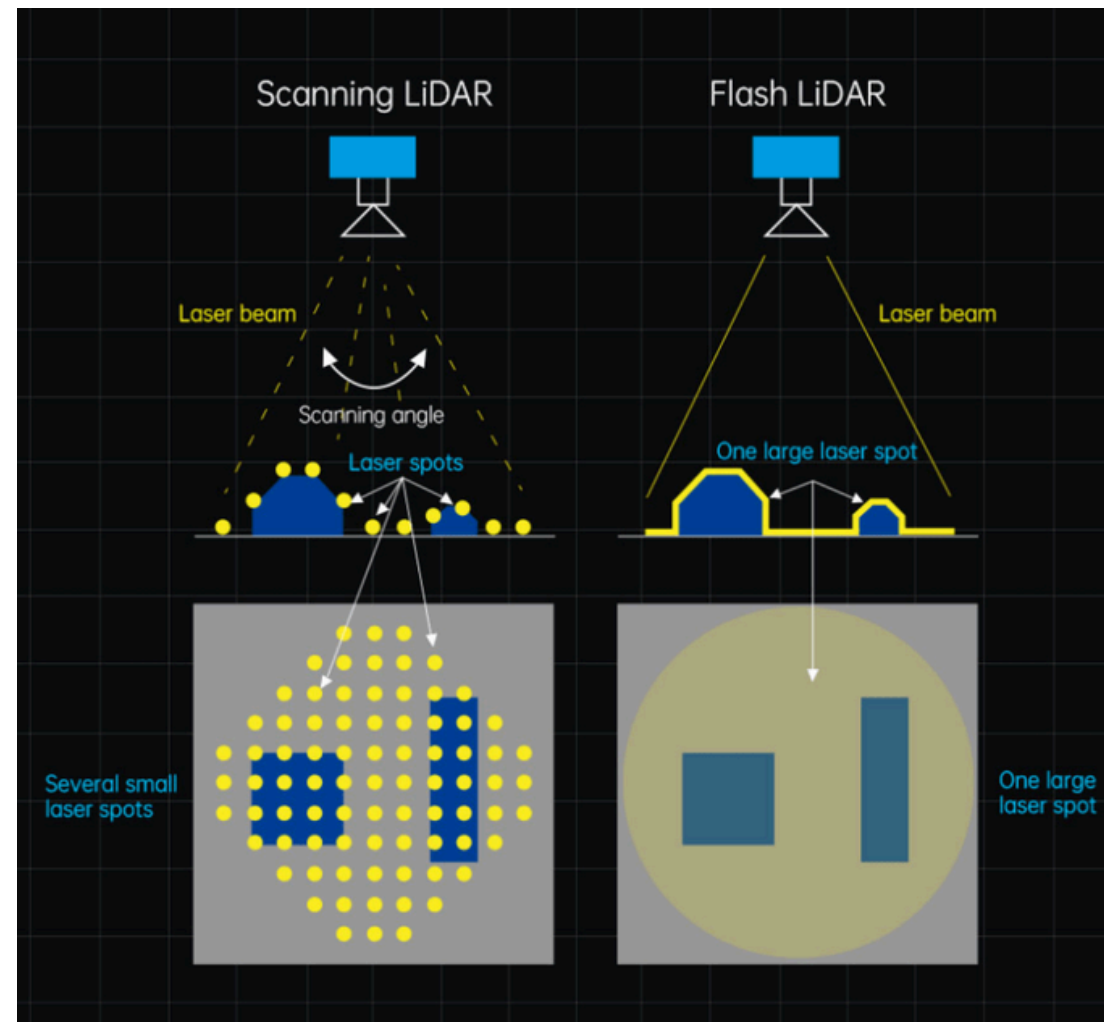 Scanning LiDAR
Flash LiDAR
Laser beam
Laser beam
Scanning angle
Laser spots
One large laser spot
Several small
laser spots
One large
laser spot